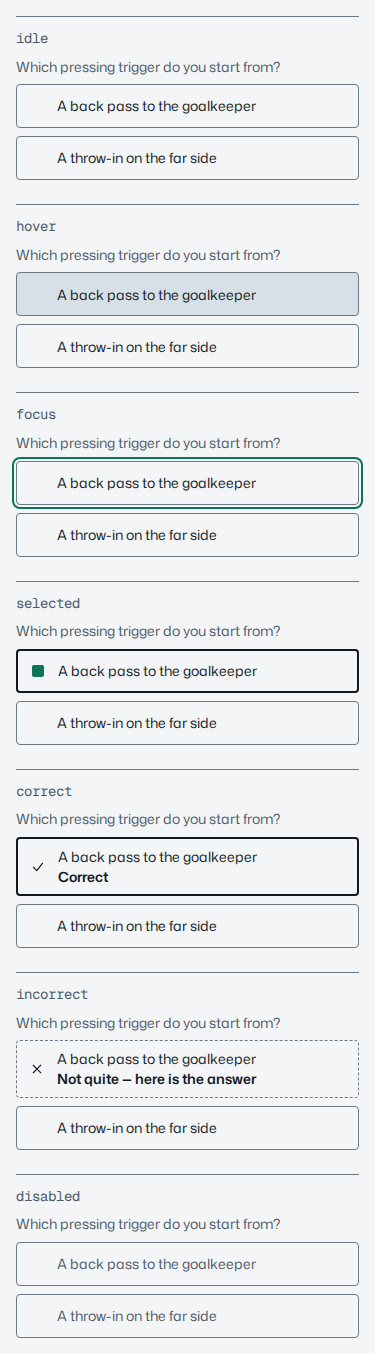 idle
Which pressing trigger do you start from?
A back pass to the goalkeeper
A throw-in on the far side
hover
Which pressing trigger do you start from?
A back pass to the goalkeeper
A throw-in on the far side
focus
Which pressing trigger do you start from?
A back pass to the goalkeeper
A throw-in on the far side
selected
Which pressing trigger do you start from?
A back pass to the goalkeeper
A throw-in on the far side
correct
Which pressing trigger do you start from?
A back pass to the goalkeeper
Correct
A throw-in on the far side
incorrect
Which pressing trigger do you start from?
A back pass to the goalkeeper
Not quite — here is the answer
A throw-in on the far side
disabled
Which pressing trigger do you start from?
A back pass to the goalkeeper
A throw-in on the far side